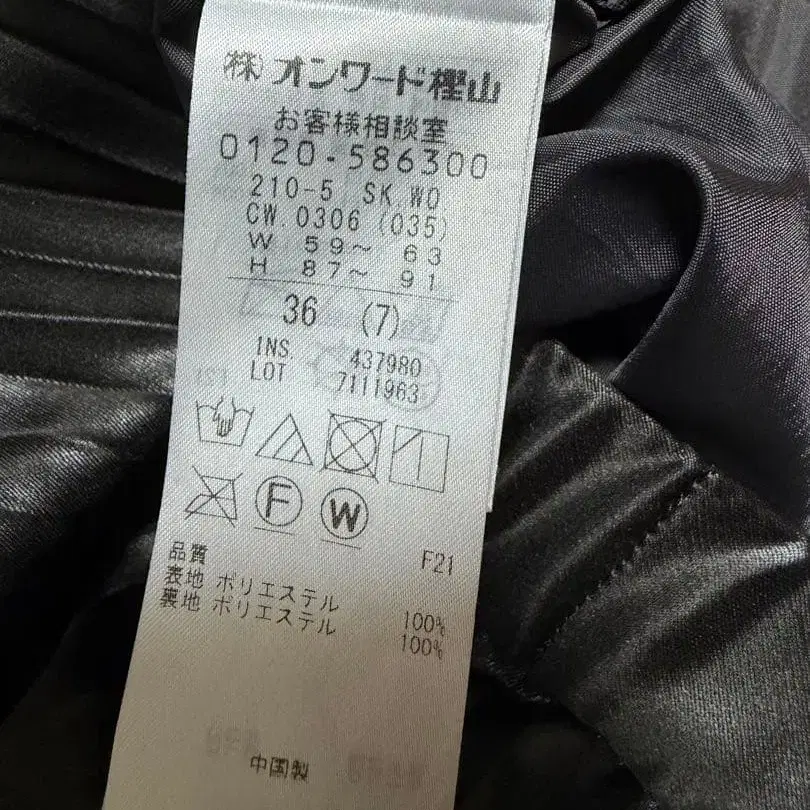 (株)オンワード樫山
お客様相談室
0120-586300
210-5 SK.WO
CW.0306 (035)
W 59～ 63
H 87～ 91
36 (7)
INS 437980
LOT 7111963
F
W
品質 F21
表地 ポリエステル 100%
裏地 ポリエステル 100%
中国製